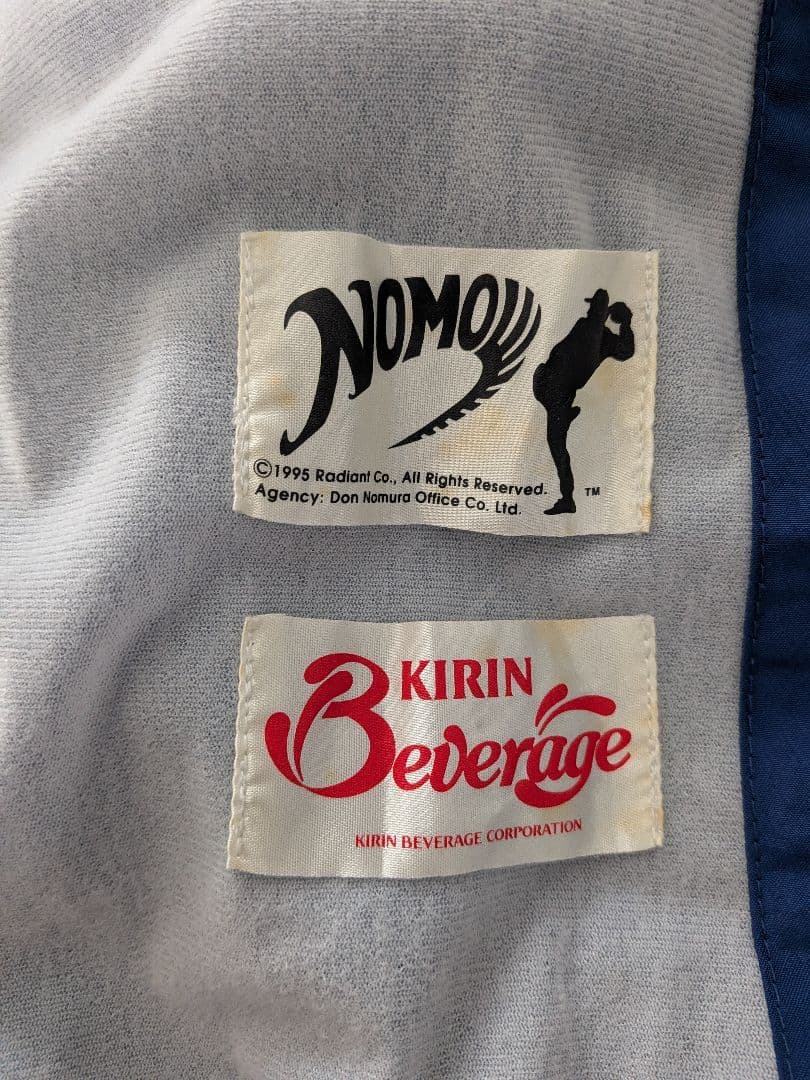 NOMO
©1995 Radiant Co., All Rights Reserved.
Agency: Don Nomura Office Co. Ltd.
TM
KIRIN
Beverage
KIRIN BEVERAGE CORPORATION